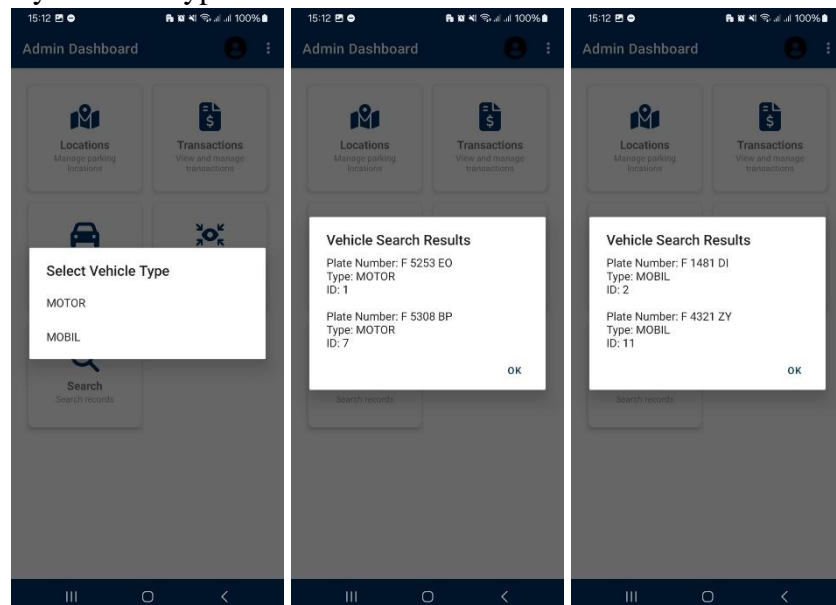 15:12 100%
Admin Dashboard
Locations
Manage parking
locations
Transactions
View and manage
transactions
Select Vehicle Type
MOTOR
MOBIL
Search
Search records
15:12 100%
Admin Dashboard
Locations
Manage parking
locations
Transactions
View and manage
transactions
Vehicle Search Results
Plate Number: F 5253 EO
Type: MOTOR
ID: 1
Plate Number: F 5308 BP
Type: MOTOR
ID: 7
OK
Search records
15:12 100%
Admin Dashboard
Locations
Manage parking
locations
Transactions
View and manage
transactions
Vehicle Search Results
Plate Number: F 1481 DI
Type: MOBIL
ID: 2
Plate Number: F 4321 ZY
Type: MOBIL
ID: 11
OK
Search records